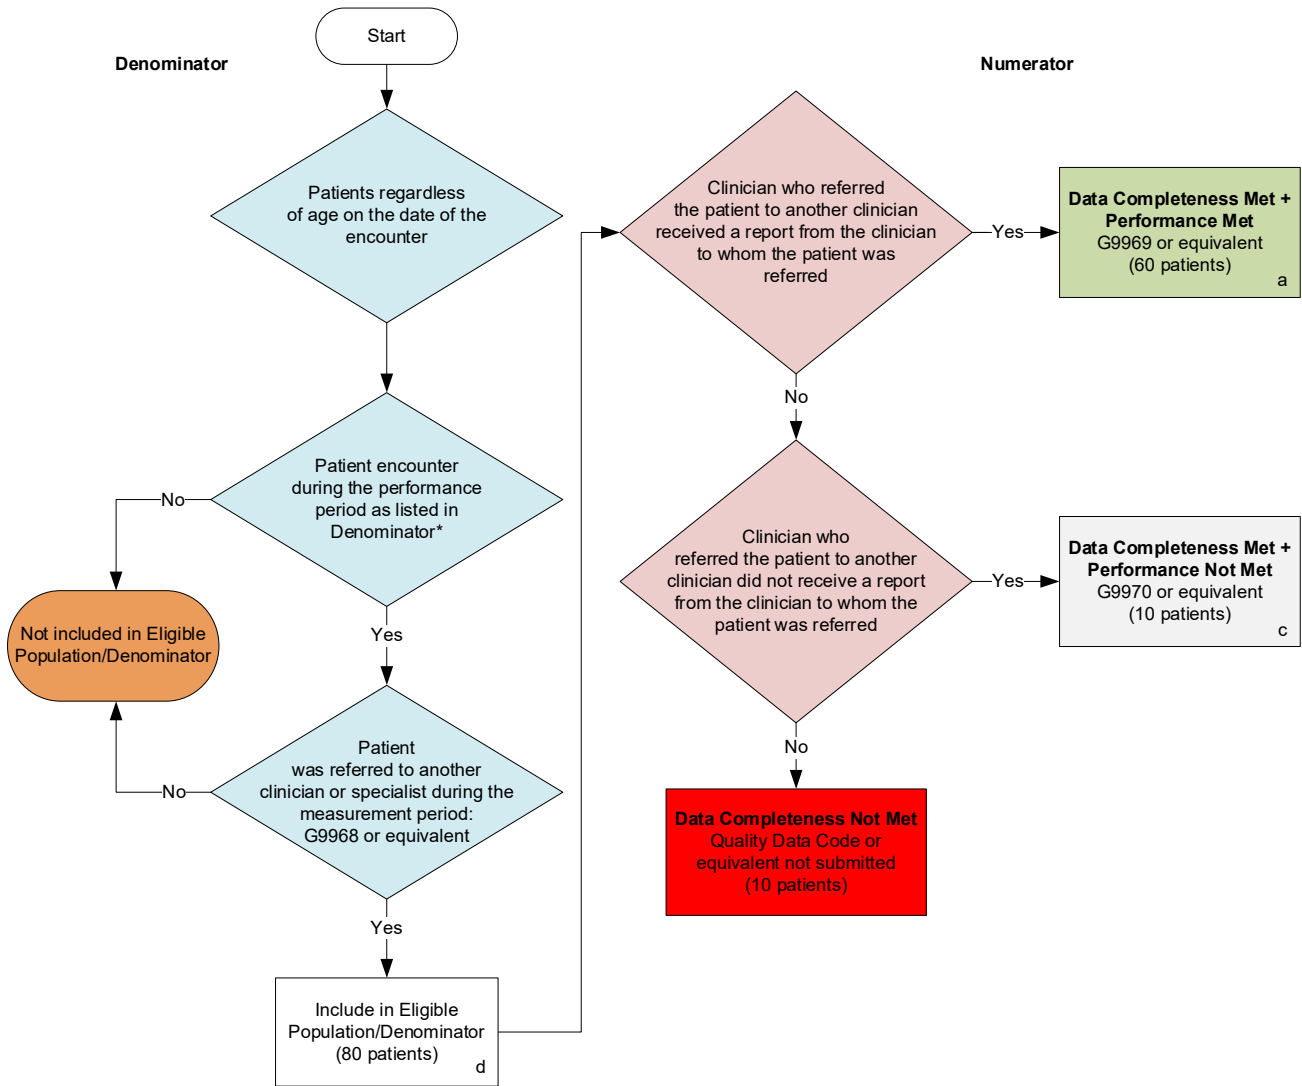 Start
Denominator
Numerator
Patients regardless
of age on the date of the
encounter
Patient encounter
during the performance
period as listed in
Denominator*
No
Yes
Not included in Eligible
Population/Denominator
Patient
was referred to another
clinician or specialist during the
measurement period:
G9968 or equivalent
No
Yes
Include in Eligible
Population/Denominator
(80 patients)
d
Clinician who referred
the patient to another clinician
received a report from the clinician
to whom the patient was
referred
Yes
Data Completeness Met +
Performance Met
G9969 or equivalent
(60 patients)
a
No
Clinician who
referred the patient to another
clinician did not receive a report
from the clinician to whom the
patient was referred
Yes
Data Completeness Met +
Performance Not Met
G9970 or equivalent
(10 patients)
c
No
Data Completeness Not Met
Quality Data Code or
equivalent not submitted
(10 patients)